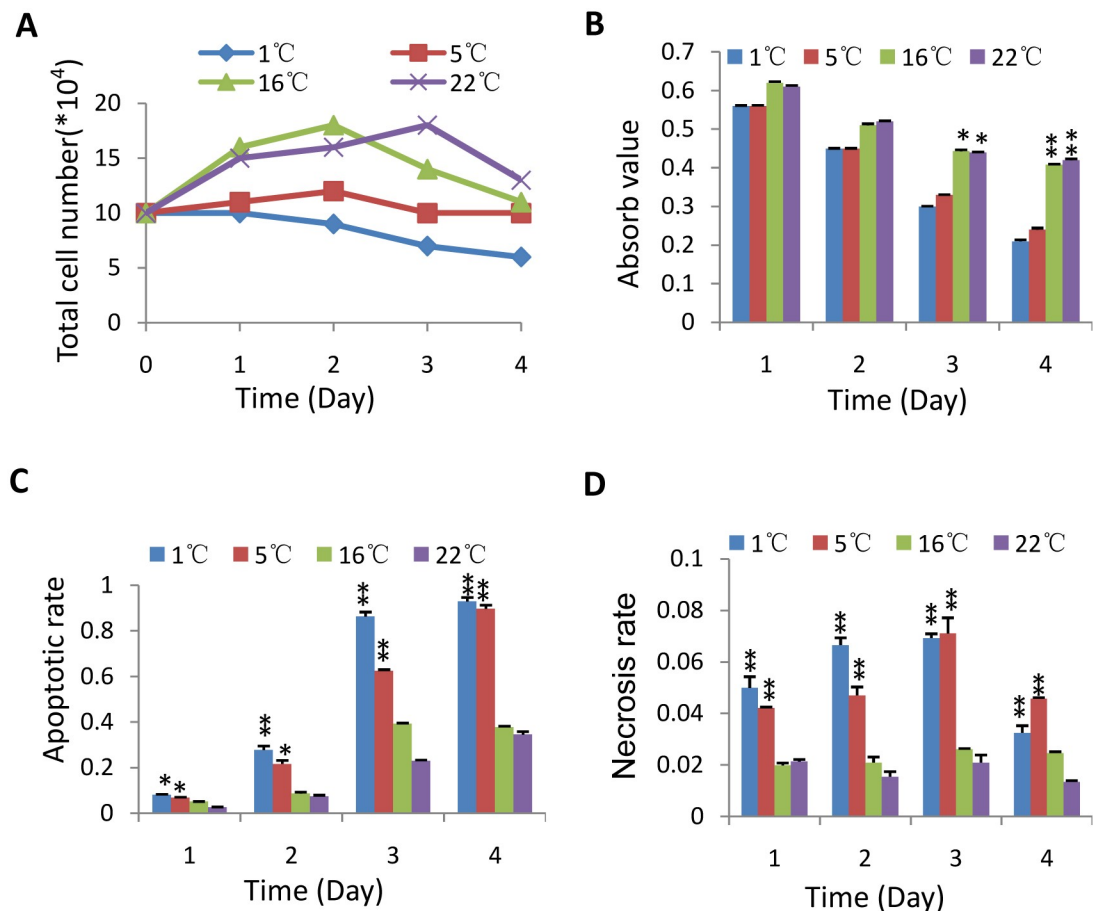 A
1℃ 5℃
16℃ 22℃
Total cell number(*10⁴)
20
15
10
5
0
0 1 2 3 4
Time (Day)
B
1℃ 5℃ 16℃ 22℃
Absorb value
0.7
0.6
0.5
0.4
0.3
0.2
0.1
0
* * ** **
1 2 3 4
Time (Day)
C
1℃ 5℃ 16℃ 22℃
Apoptotic rate
1
0.8
0.6
0.4
0.2
0
* * ** * ** ** ** **
1 2 3 4
Time (Day)
D
1℃ 5℃ 16℃ 22℃
Necrosis rate
0.1
0.08
0.06
0.04
0.02
0
** ** ** ** ** ** ** **
1 2 3 4
Time (Day)